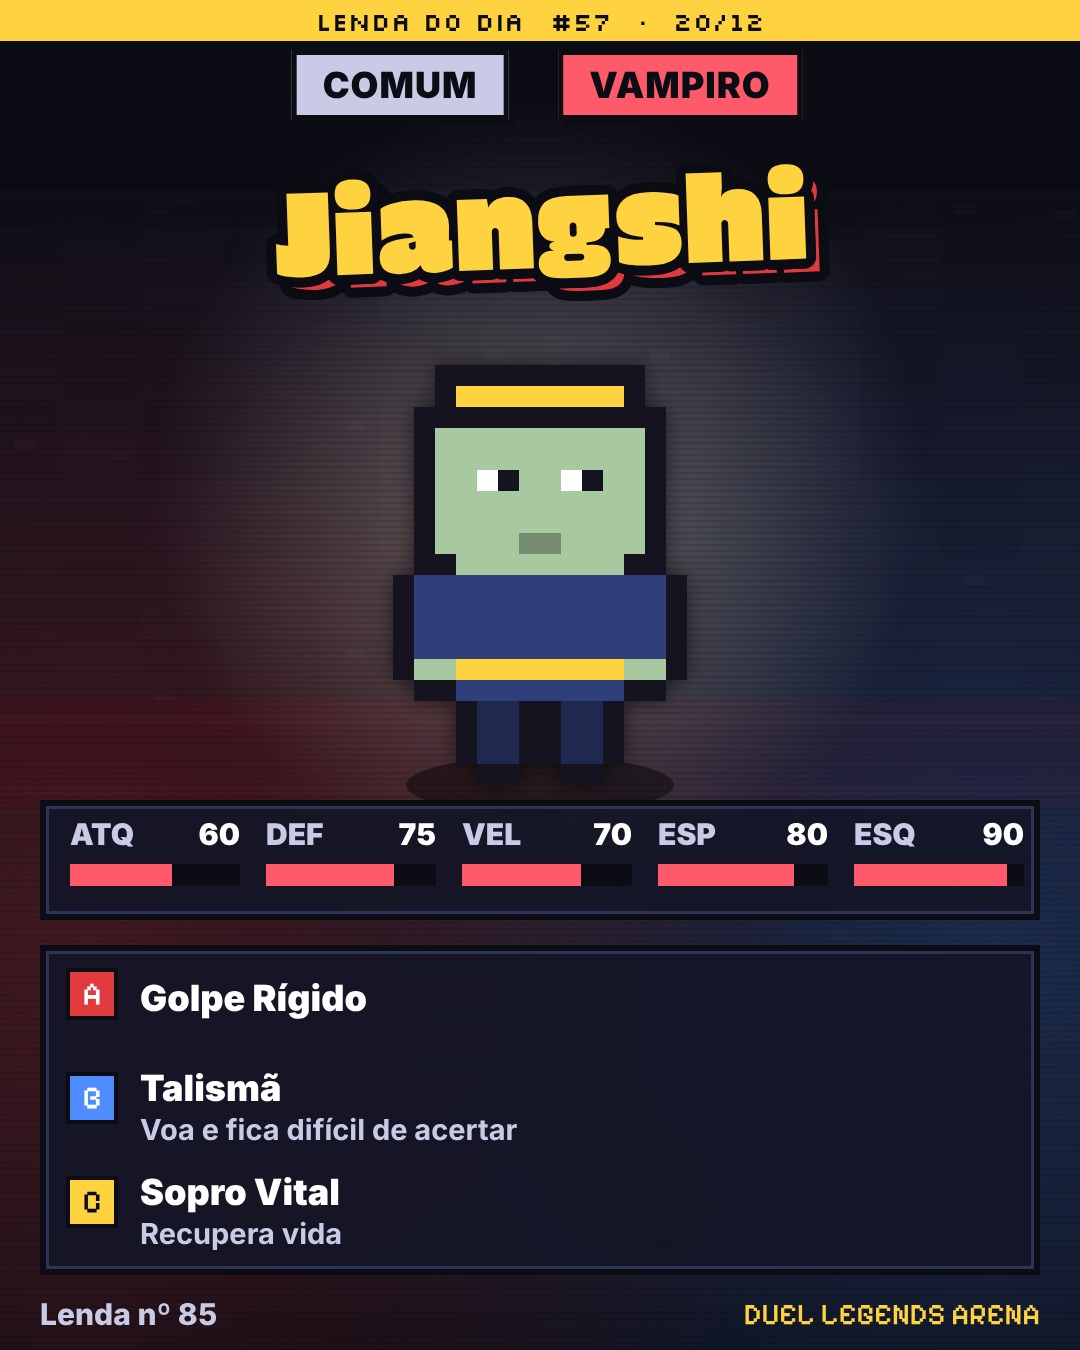 LENDA DO DIA #57 · 20/12
COMUM VAMPIRO
Jiangshi
ATQ 60 DEF 75 VEL 70 ESP 80 ESQ 90
A Golpe Rígido
B Talismã
Voa e fica difícil de acertar
C Sopro Vital
Recupera vida
Lenda nº 85 DUEL LEGENDS ARENA